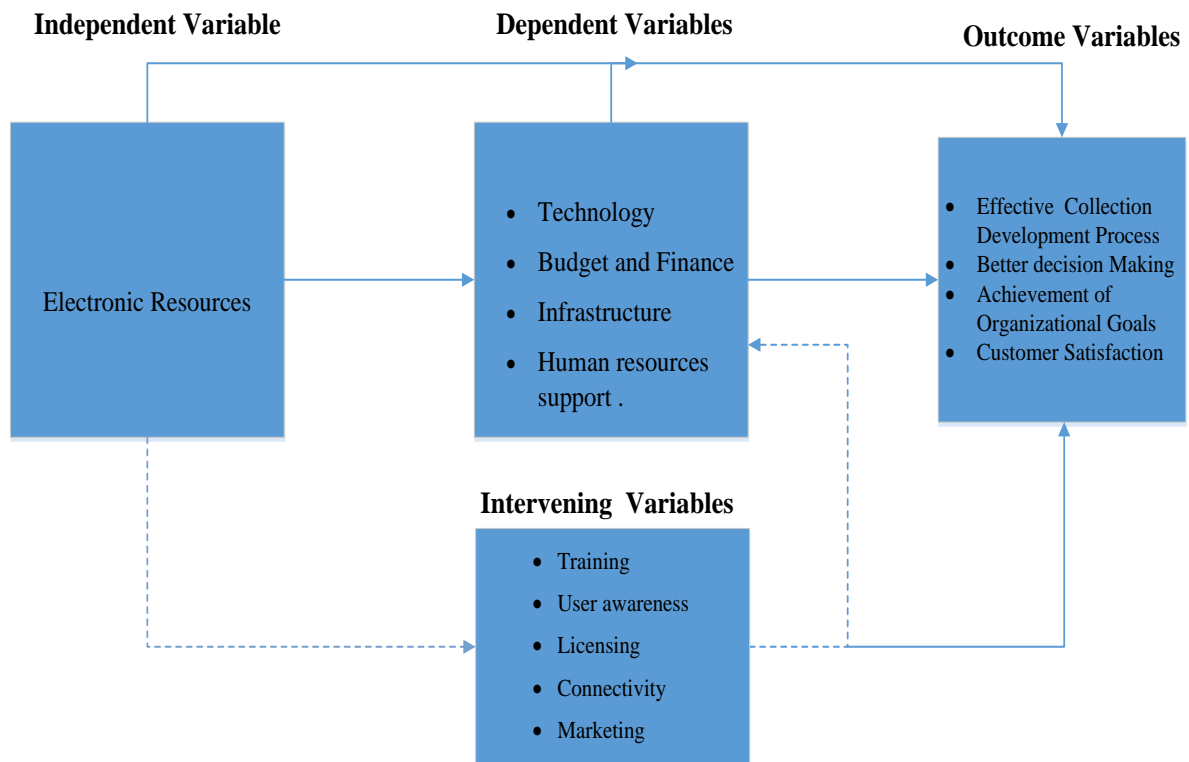 Independent Variable
Dependent Variables
Outcome Variables
Electronic Resources
• Technology
• Budget and Finance
• Infrastructure
• Human resources
support .
• Effective Collection
Development Process
• Better decision Making
• Achievement of
Organizational Goals
• Customer Satisfaction
Intervening Variables
• Training
• User awareness
• Licensing
• Connectivity
• Marketing